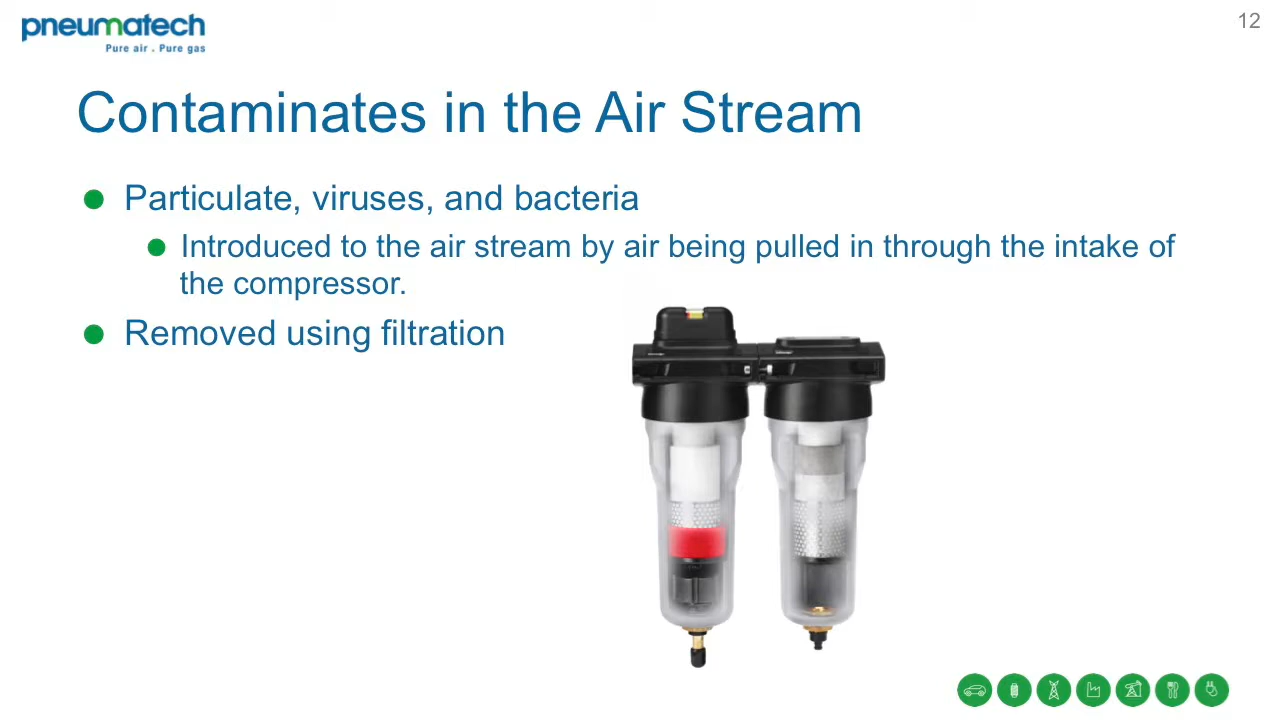 pneumatech
Pure air . Pure gas
12
Contaminates in the Air Stream
Particulate, viruses, and bacteria
Introduced to the air stream by air being pulled in through the intake of
the compressor.
Removed using filtration